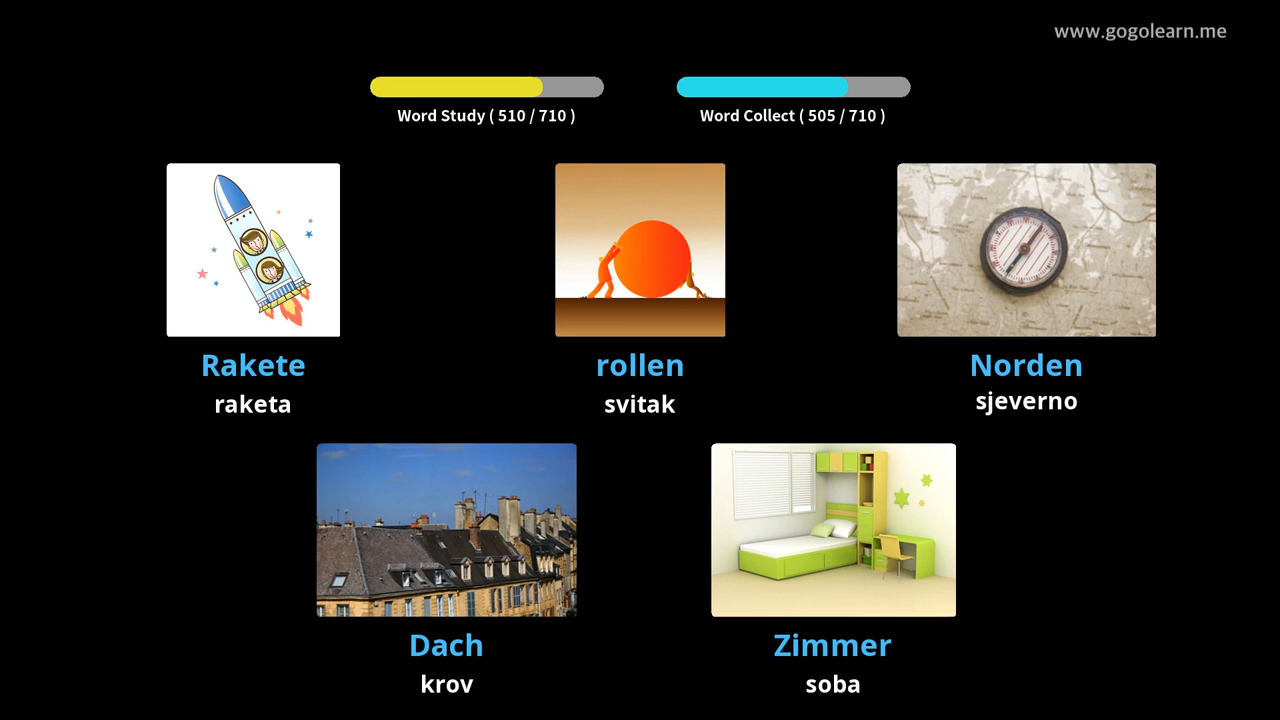 www.gogolearn.me
Word Study ( 510 / 710 )
Word Collect ( 505 / 710 )
Rakete
raketa
rollen
svitak
Norden
sjeverno
Dach
krov
Zimmer
soba